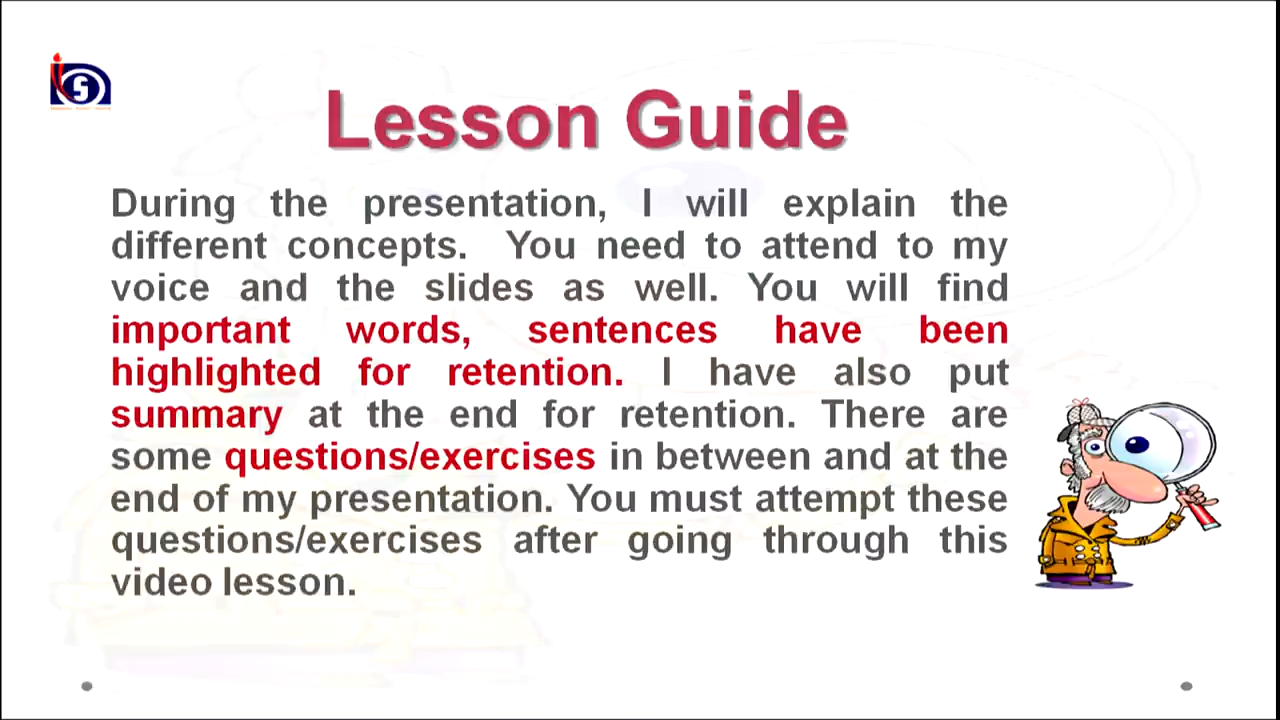 Lesson Guide
During the presentation, I will explain the
different concepts. You need to attend to my
voice and the slides as well. You will find
important words, sentences have been
highlighted for retention. I have also put
summary at the end for retention. There are
some questions/exercises in between and at the
end of my presentation. You must attempt these
questions/exercises after going through this
video lesson.